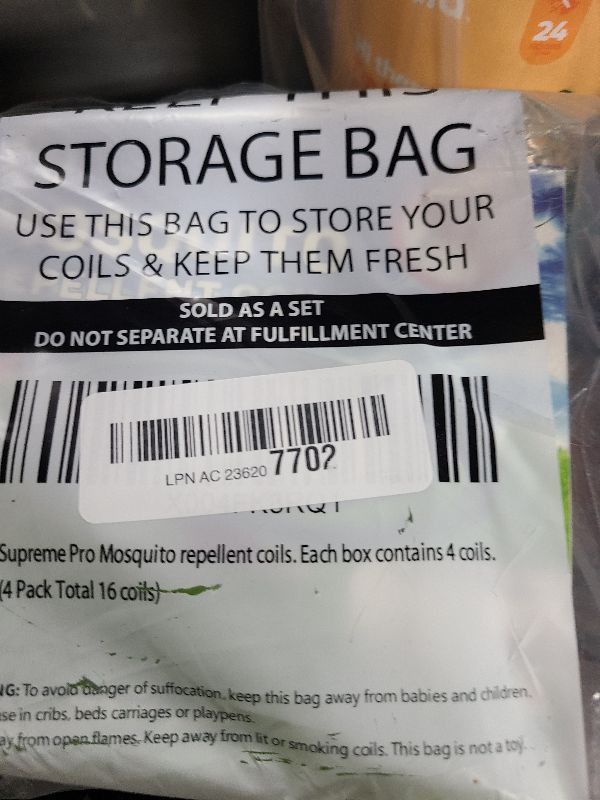 24
STORAGE BAG
USE THIS BAG TO STORE YOUR
COILS & KEEP THEM FRESH
SOLD AS A SET
DO NOT SEPARATE AT FULFILLMENT CENTER
LPN AC 23620 7702
Supreme Pro Mosquito repellent coils. Each box contains 4 coils.
(4 Pack Total 16 coils)
To avoid danger of suffocation, keep this bag away from babies and children.
in cribs, beds carriages or playpens.
from open flames. Keep away from lit or smoking coils. This bag is not a toy.